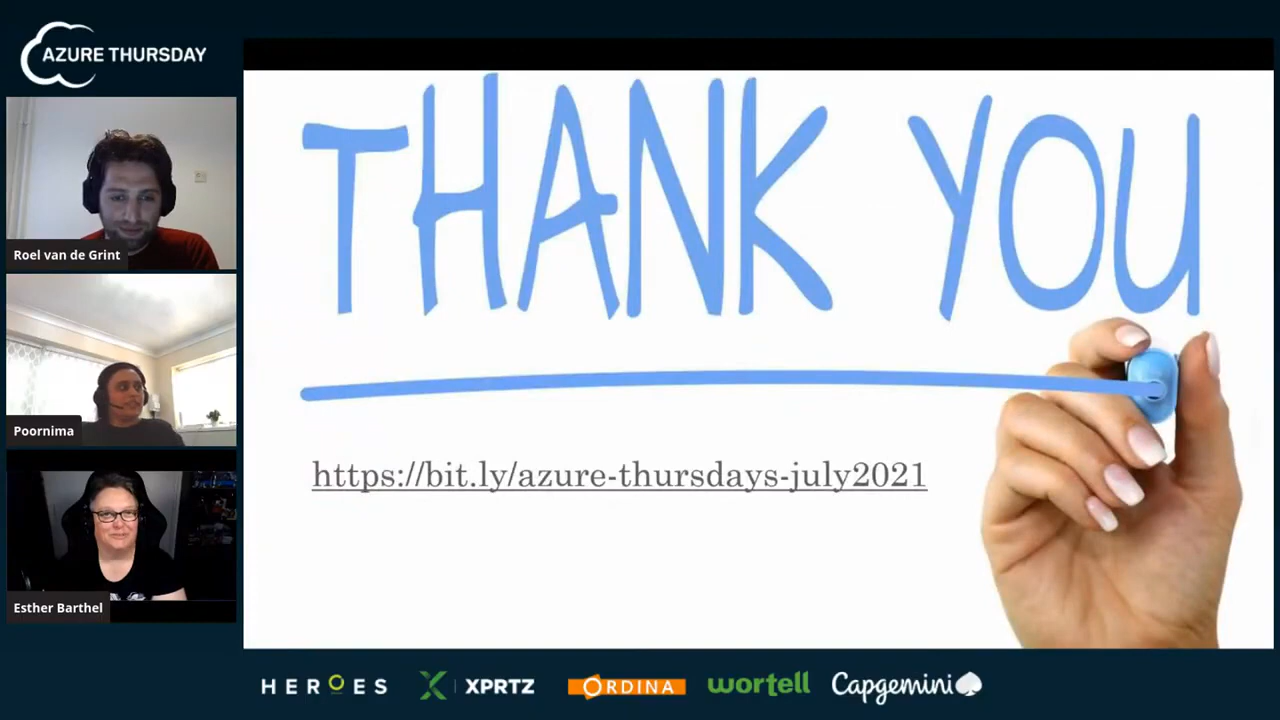 AZURE THURSDAY
Roel van de Grint
Poornima
Esther Barthel
THANK YOU
https://bit.ly/azure-thursdays-july2021
HEROES
XPRTZ
ORDINA
wortell
Capgemini